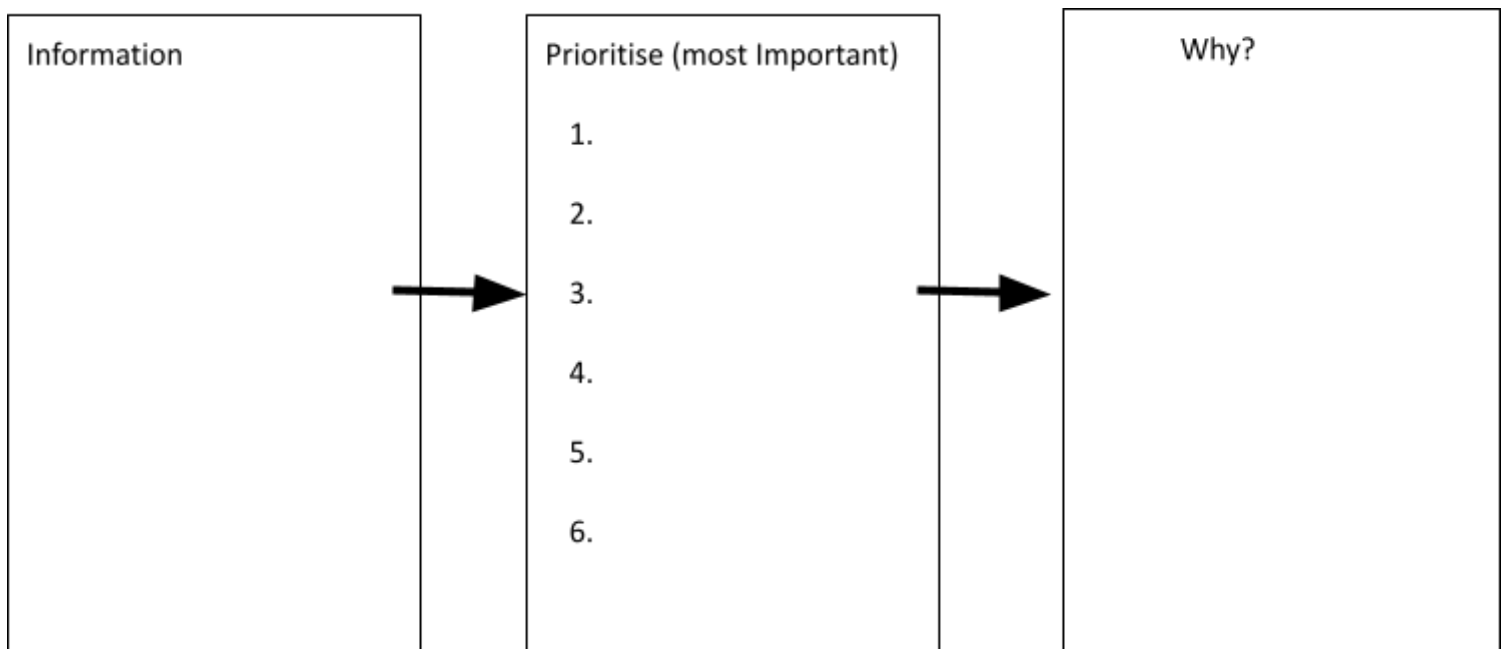 Information
Prioritise (most Important)
1.
2.
3.
4.
5.
6.
Why?